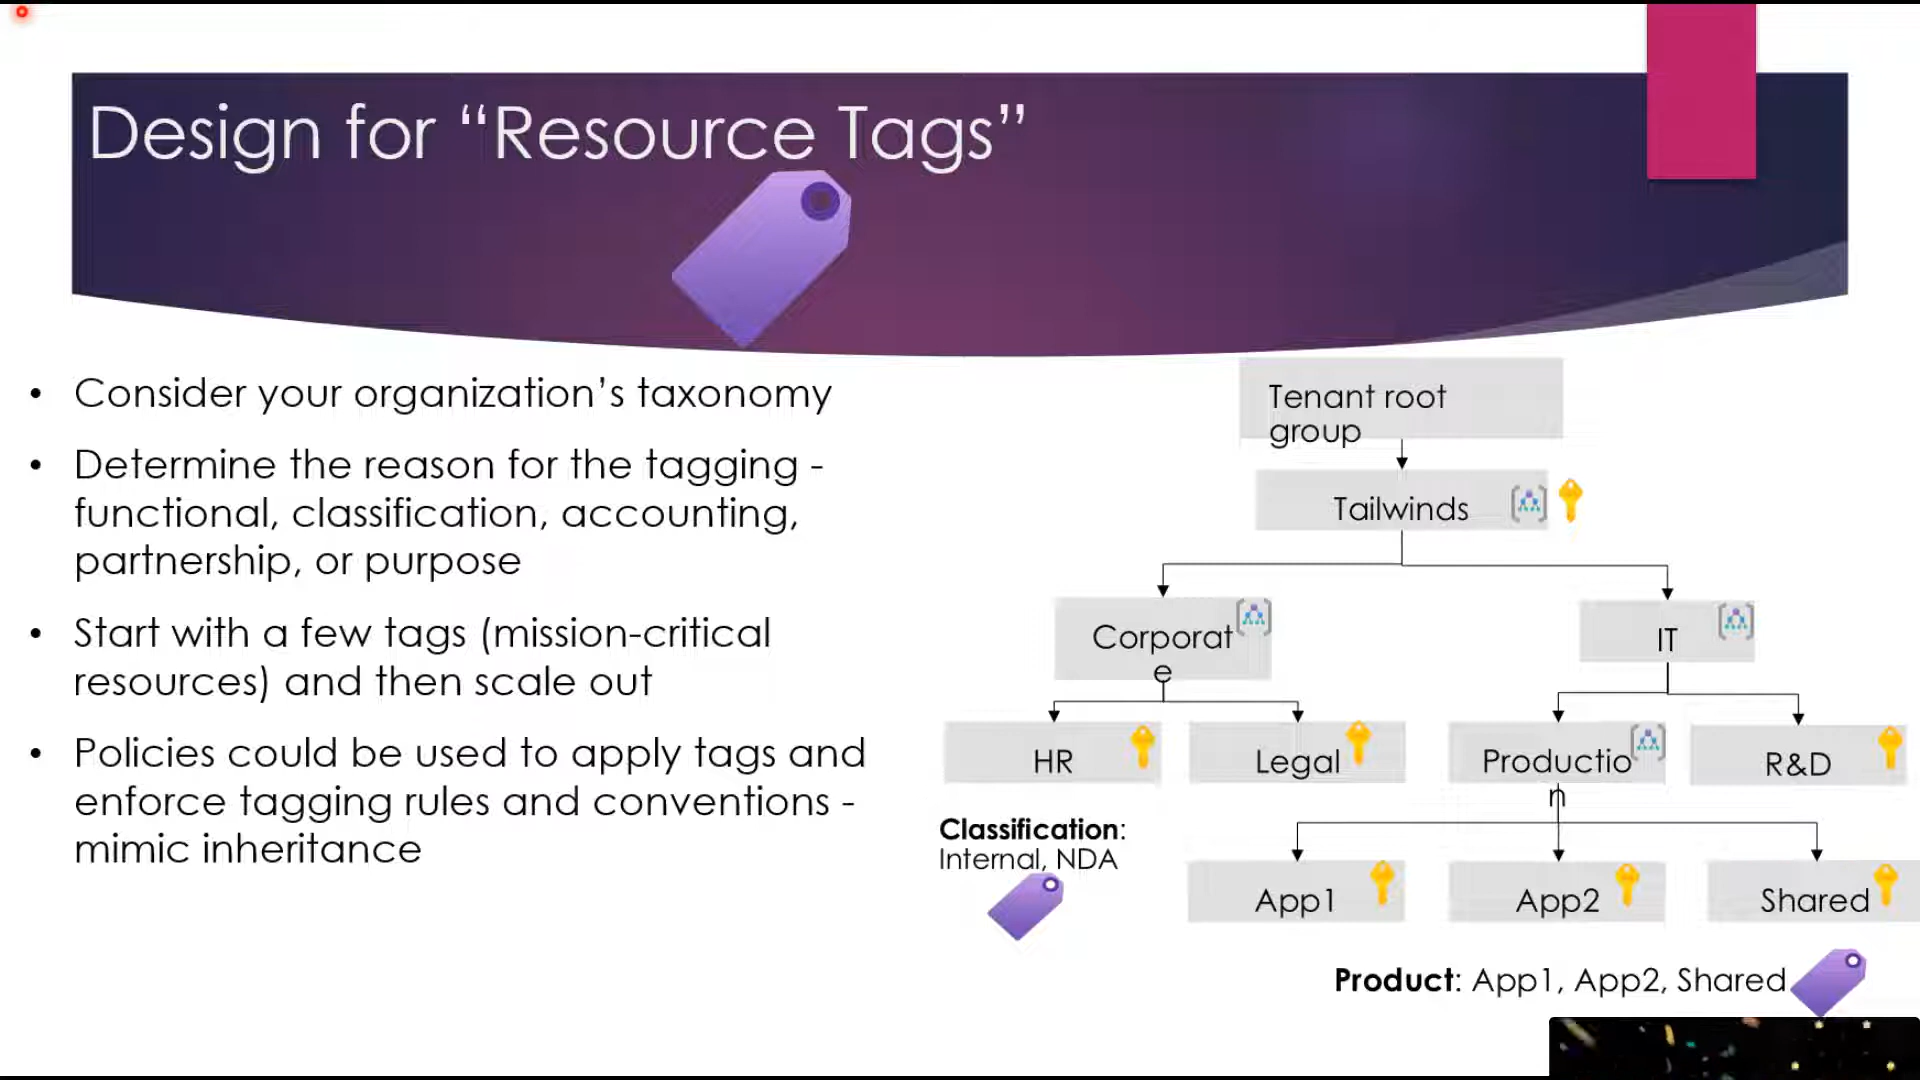 Design for “Resource Tags”
• Consider your organization’s taxonomy
• Determine the reason for the tagging -
functional, classification, accounting,
partnership, or purpose
• Start with a few tags (mission-critical
resources) and then scale out
• Policies could be used to apply tags and
enforce tagging rules and conventions -
mimic inheritance
Tenant root
group
Tailwinds
Corporat
e
IT
HR
Legal
Productio
n
R&D
Classification:
Internal, NDA
App1
App2
Shared
Product: App1, App2, Shared